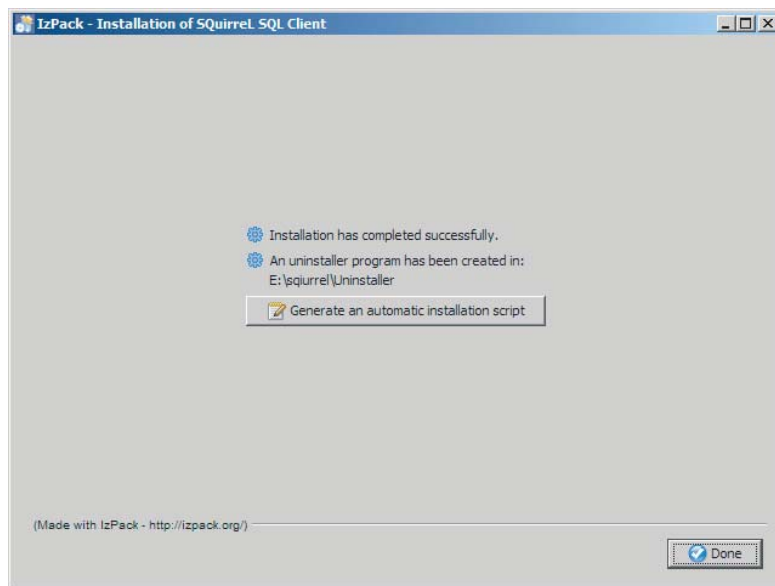 IzPack - Installation of SQuirreL SQL Client
Installation has completed successfully.
An uninstaller program has been created in:
E:\sqiurrel\Uninstaller
Generate an automatic installation script
(Made with IzPack - http://izpack.org/)
Done